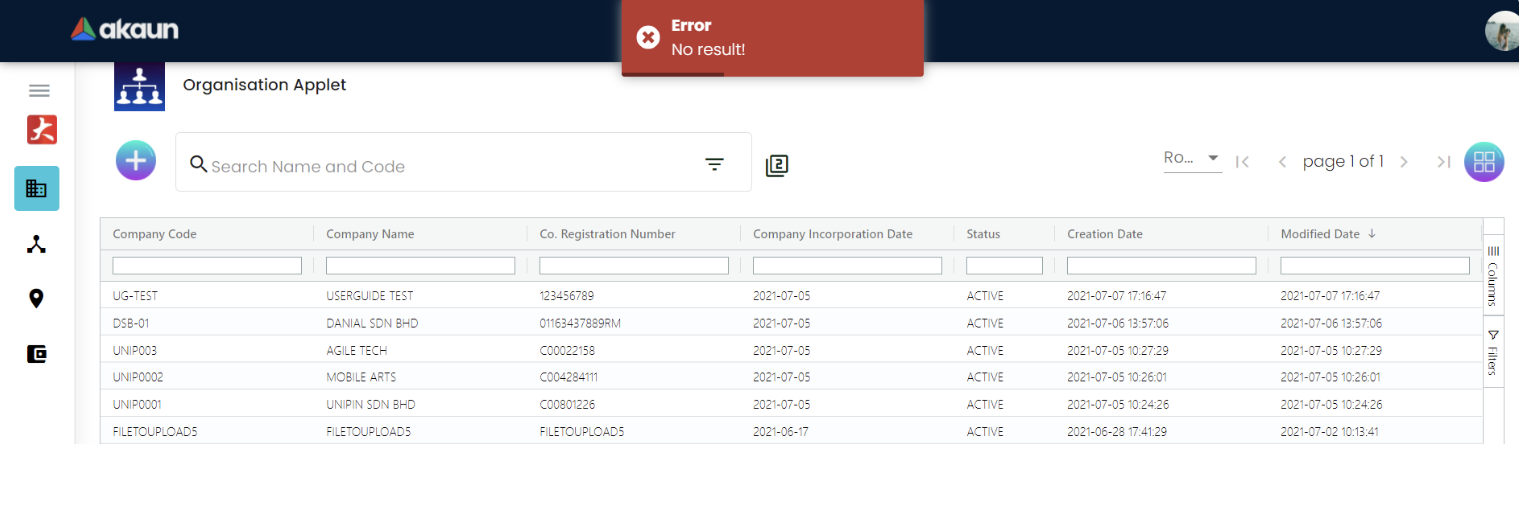 akaun
Error
No result!
Organisation Applet
Search Name and Code
2
Ro...
page 1 of 1
Company Code Company Name Co. Registration Number Company Incorporation Date Status Creation Date Modified Date
UG-TEST USERGUIDE TEST 123456789 2021-07-05 ACTIVE 2021-07-07 17:16:47 2021-07-07 17:16:47
DSB-01 DANIAL SDN BHD 01163437889RM 2021-07-05 ACTIVE 2021-07-06 13:57:06 2021-07-06 13:57:06
UNIP003 AGILE TECH C00022158 2021-07-05 ACTIVE 2021-07-05 10:27:29 2021-07-05 10:27:29
UNIP0002 MOBILE ARTS C004284111 2021-07-05 ACTIVE 2021-07-05 10:26:01 2021-07-05 10:26:01
UNIP0001 UNIPIN SDN BHD C00801226 2021-07-05 ACTIVE 2021-07-05 10:24:26 2021-07-05 10:24:26
FILETOUPLOAD5 FILETOUPLOAD5 FILETOUPLOAD5 2021-06-17 ACTIVE 2021-06-28 17:41:29 2021-07-02 10:13:41
Columns
Filters